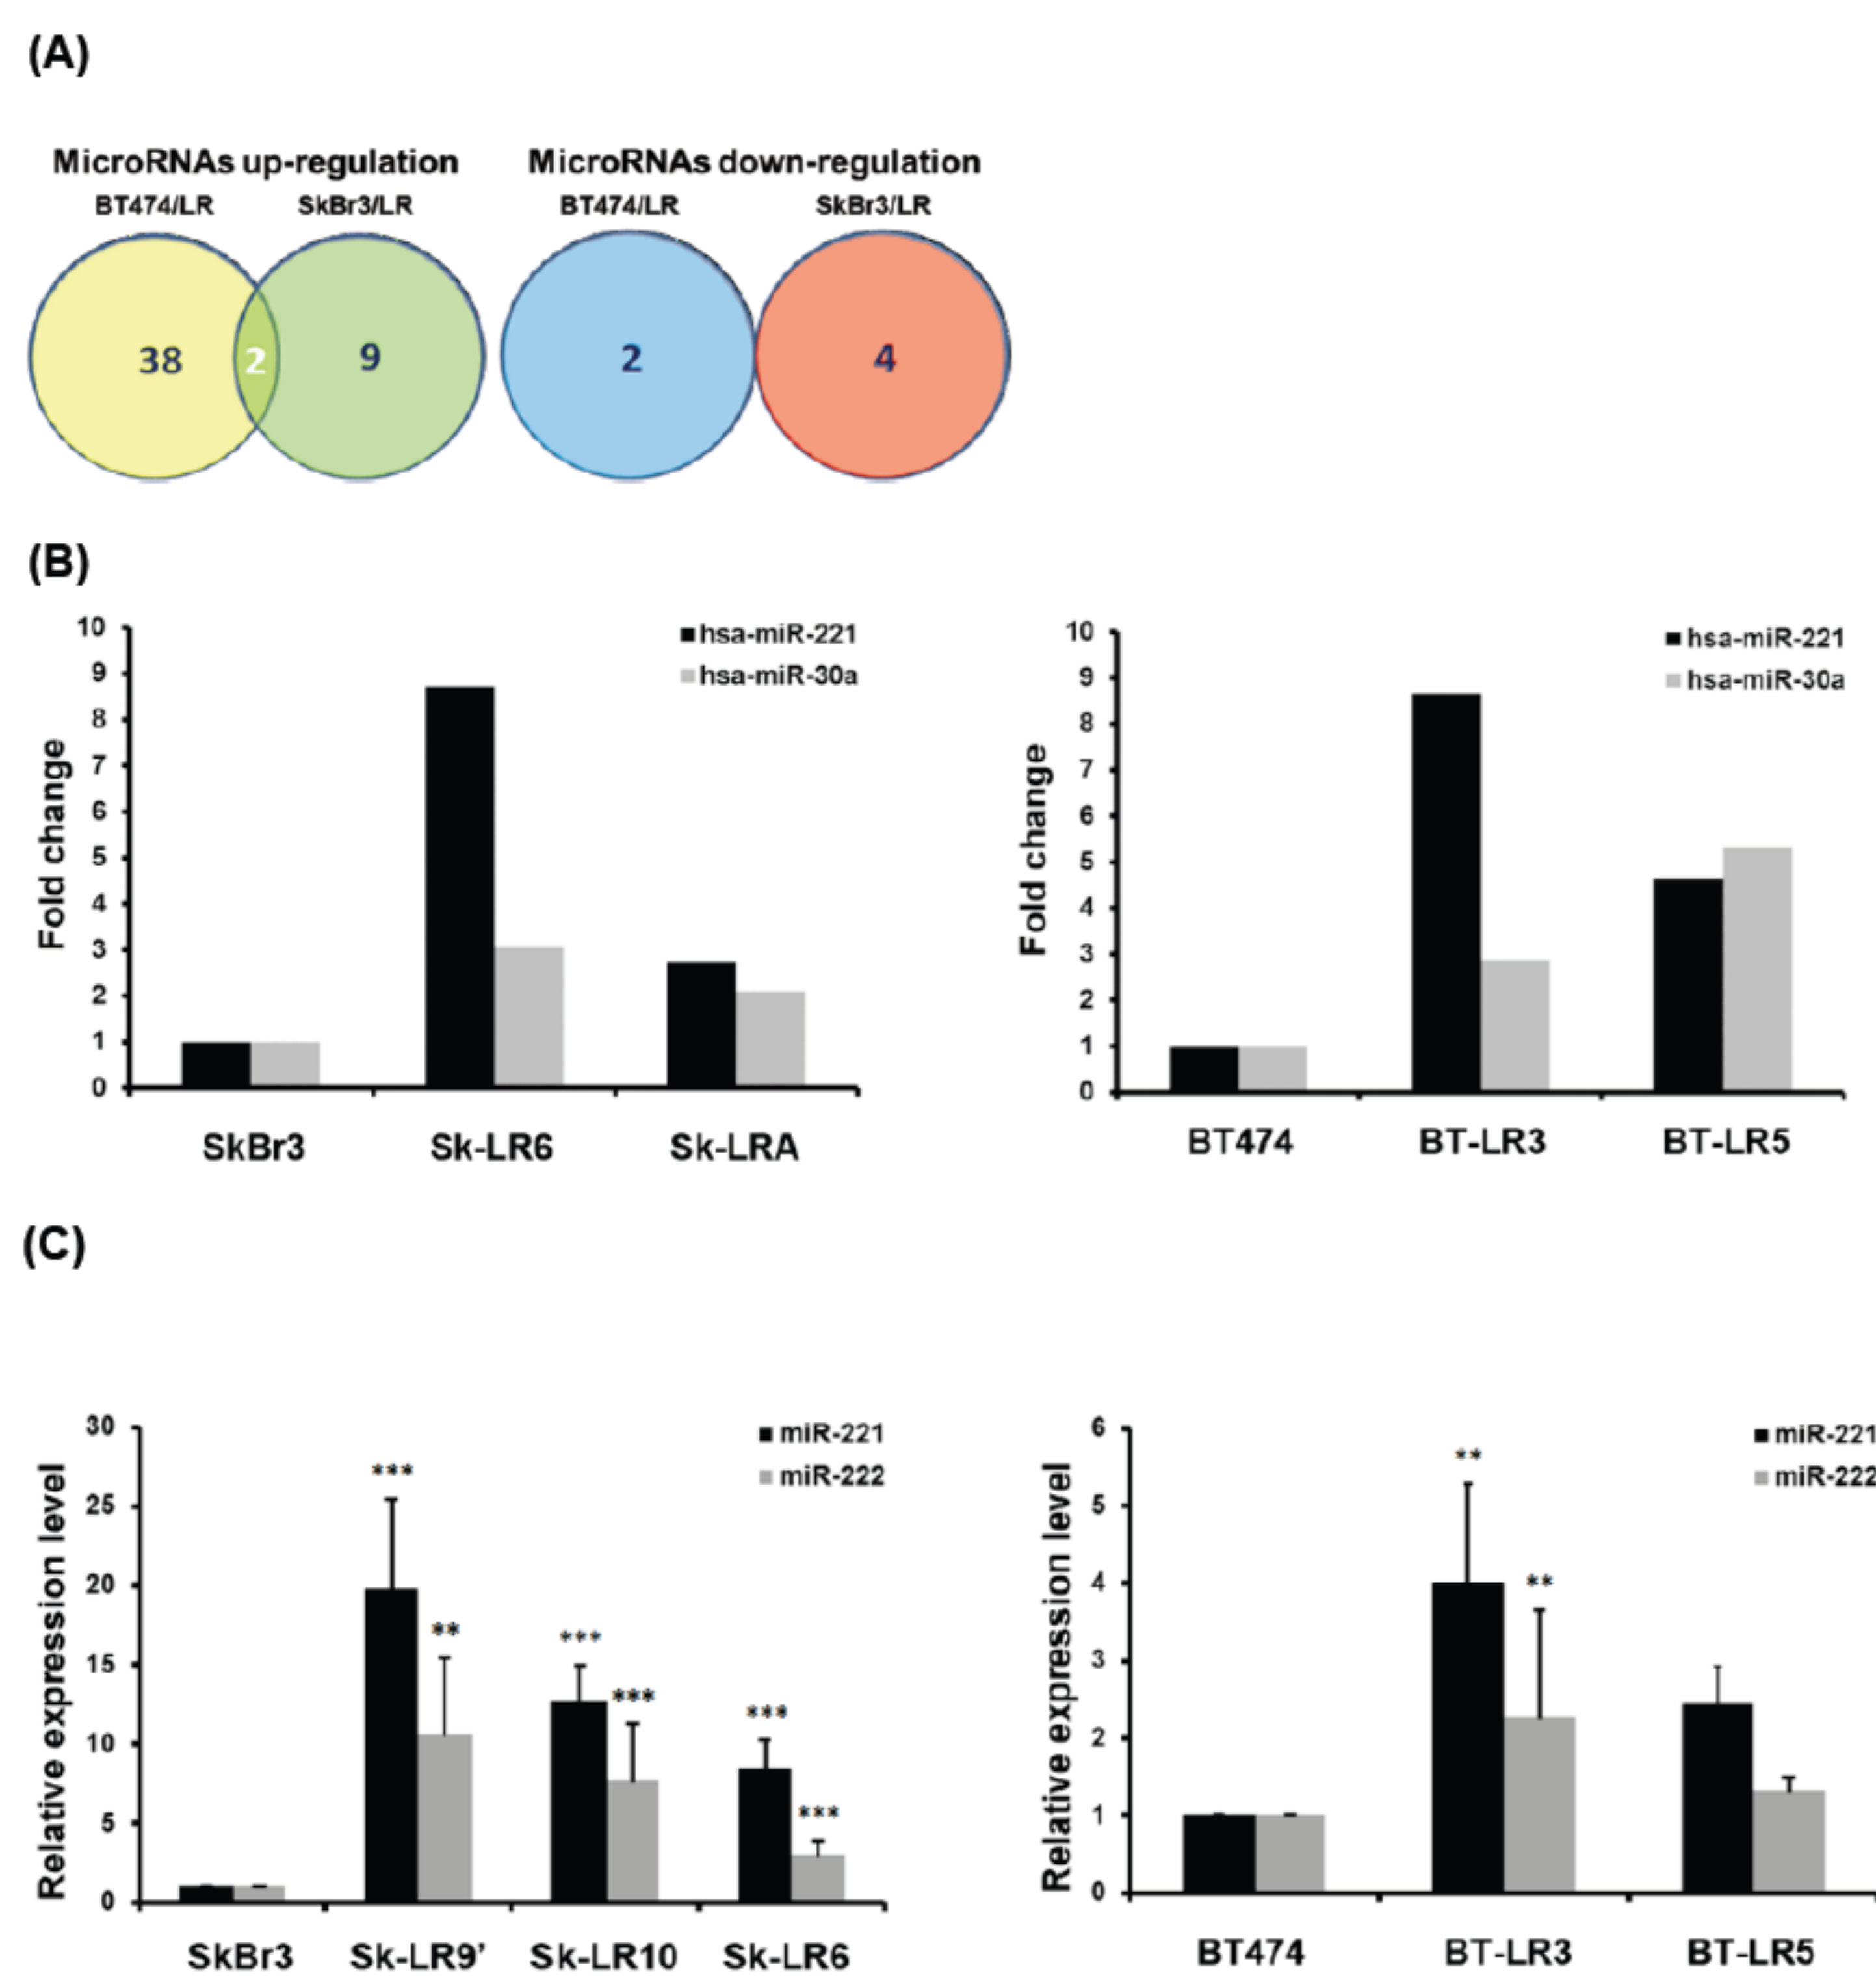 (A)
MicroRNAs up-regulation MicroRNAs down-regulation
BT474/LR SkBr3/LR BT474/LR SkBr3/LR
38 2 9 2 4
(B)
10
9
8
7
6
5
4
3
2
1
0
Fold change
hsa-miR-221
hsa-miR-30a
SkBr3 Sk-LR6 Sk-LRA
10
9
8
7
6
5
4
3
2
1
0
Fold change
hsa-miR-221
hsa-miR-30a
BT474 BT-LR3 BT-LR5
(C)
30
25
20
15
10
5
0
Relative expression level
miR-221
miR-222
***
**
***
***
***
***
SkBr3 Sk-LR9’ Sk-LR10 Sk-LR6
6
5
4
3
2
1
0
Relative expression level
miR-221
miR-222
**
**
BT474 BT-LR3 BT-LR5